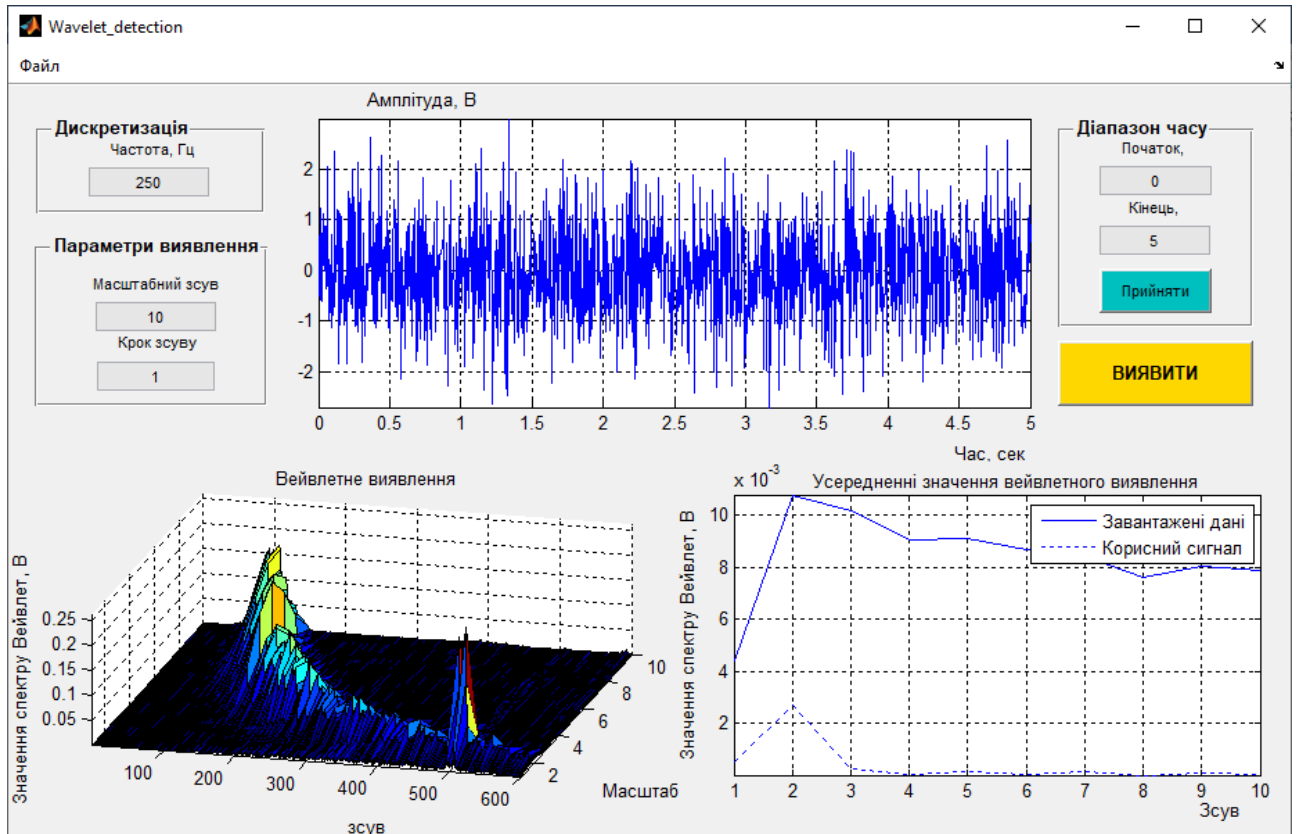 Wavelet_detection
Файл
Дискретизація
Частота, Гц
250
Параметри виявлення
Масштабний зсув
10
Крок зсуву
1
Амплітуда, В
2
1
0
-1
-2
0 0.5 1 1.5 2 2.5 3 3.5 4 4.5 5
Час, сек
Діапазон часу
Початок,
0
Кінець,
5
Прийняти
ВИЯВИТИ
Вейвлетне виявлення
Значення спектру Вейвлет, В
0.25
0.2
0.15
0.1
0.05
100 200 300 400 500 600
зсув
2 4 6 8 10
Масштаб
x 10^-3
Усередненні значення вейвлетного виявлення
Значення спектру Вейвлет, В
10
8
6
4
2
Завантажені дані
Корисний сигнал
1 2 3 4 5 6 7 8 9 10
Зсув